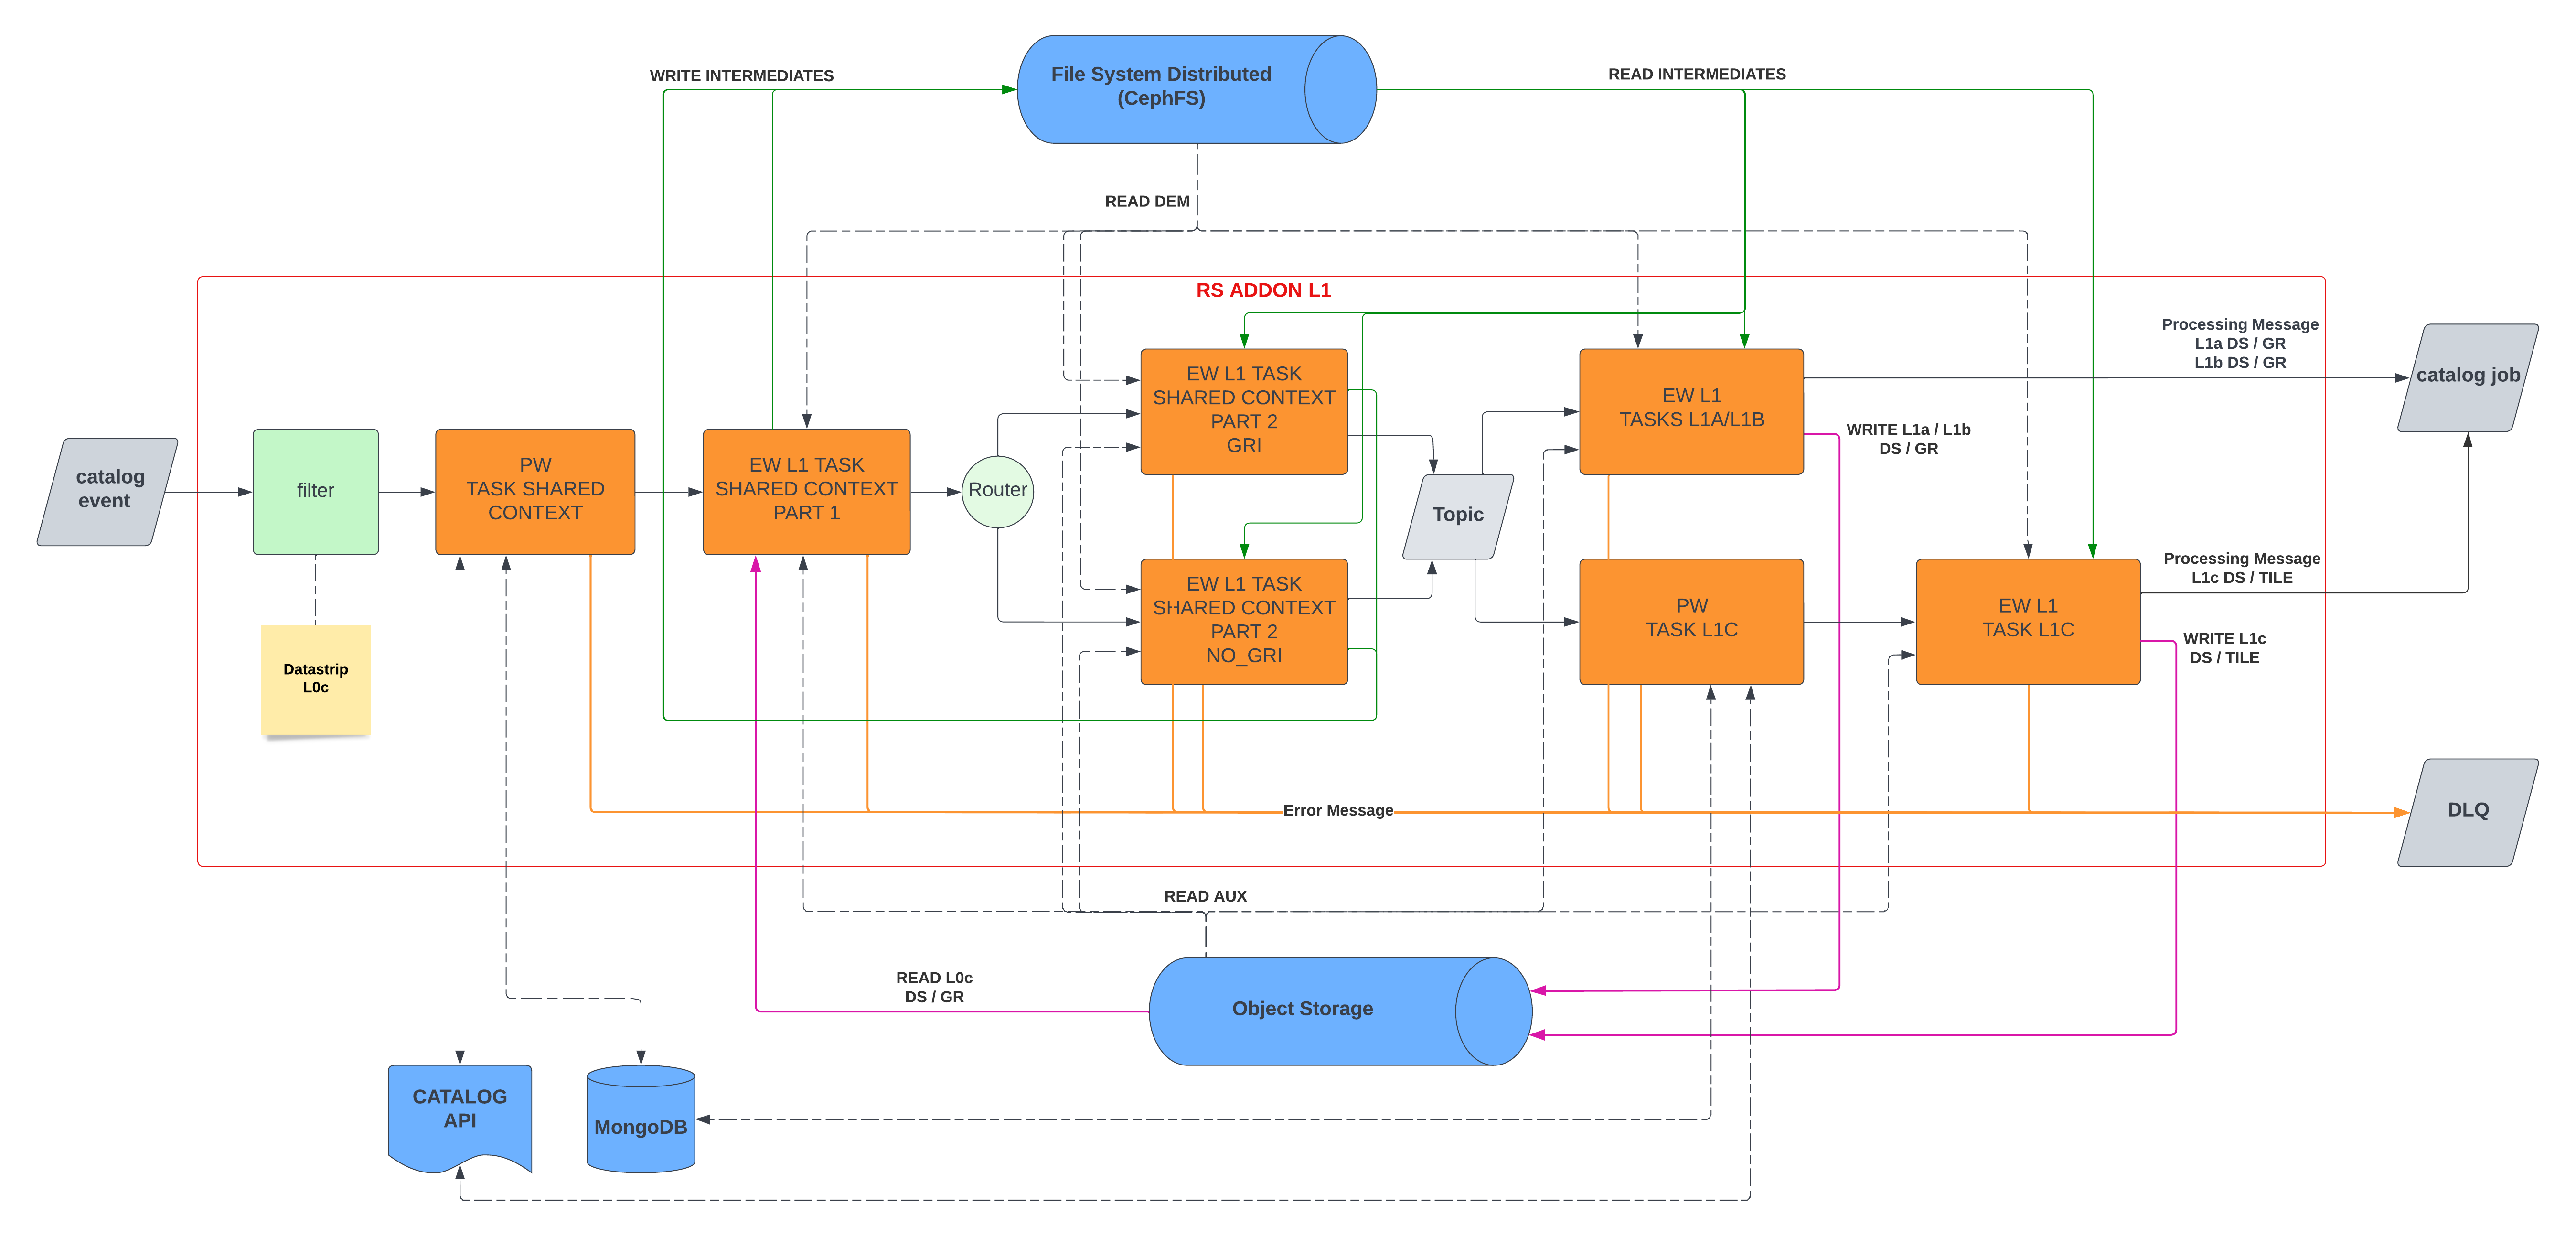 File System Distributed
(CephFS)
WRITE INTERMEDIATES
READ INTERMEDIATES
READ DEM
RS ADDON L1
catalog
event
filter
Datastrip
L0c
PW
TASK SHARED
CONTEXT
EW L1 TASK
SHARED CONTEXT
PART 1
Router
EW L1 TASK
SHARED CONTEXT
PART 2
GRI
EW L1 TASK
SHARED CONTEXT
PART 2
NO_GRI
Topic
EW L1
TASKS L1A/L1B
PW
TASK L1C
EW L1
TASK L1C
WRITE L1a / L1b
DS / GR
Processing Message
L1a DS / GR
L1b DS / GR
catalog job
Processing Message
L1c DS / TILE
WRITE L1c
DS / TILE
Error Message
DLQ
READ AUX
READ L0c
DS / GR
Object Storage
CATALOG
API
MongoDB